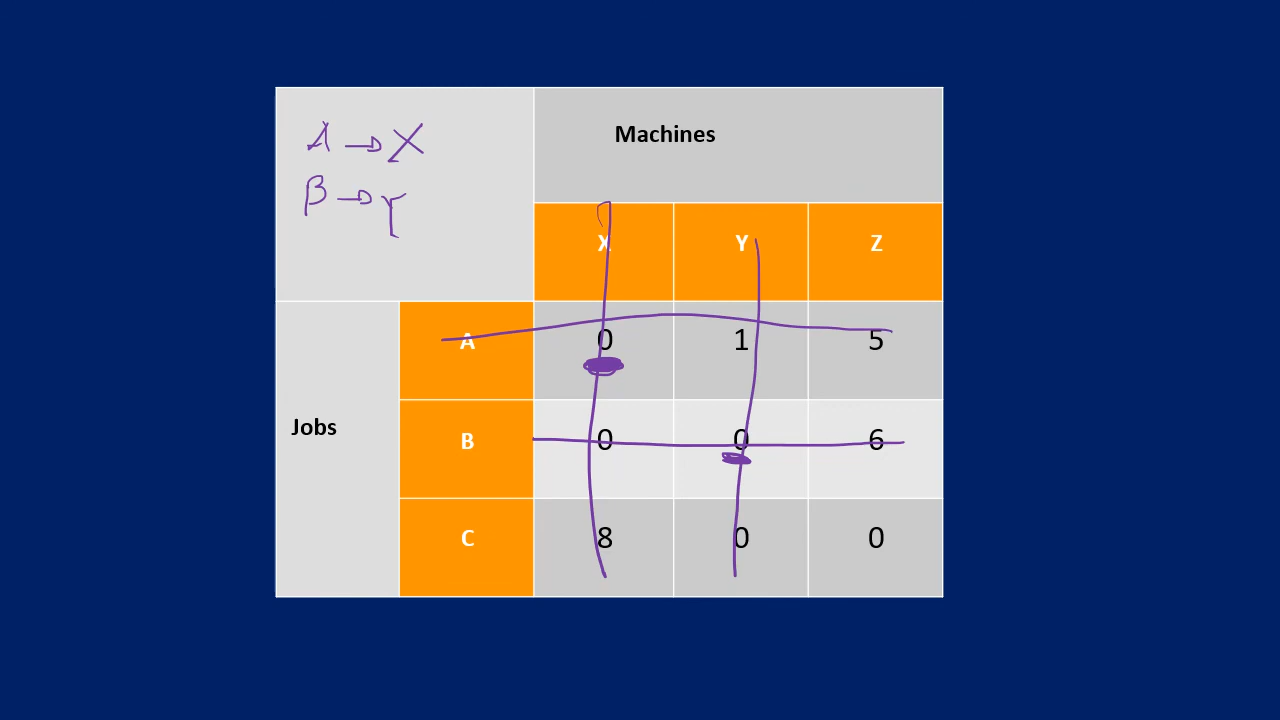 A → X
B → Y
Machines
X Y Z
A 0 1 5
Jobs
B 0 0 6
C 8 0 0